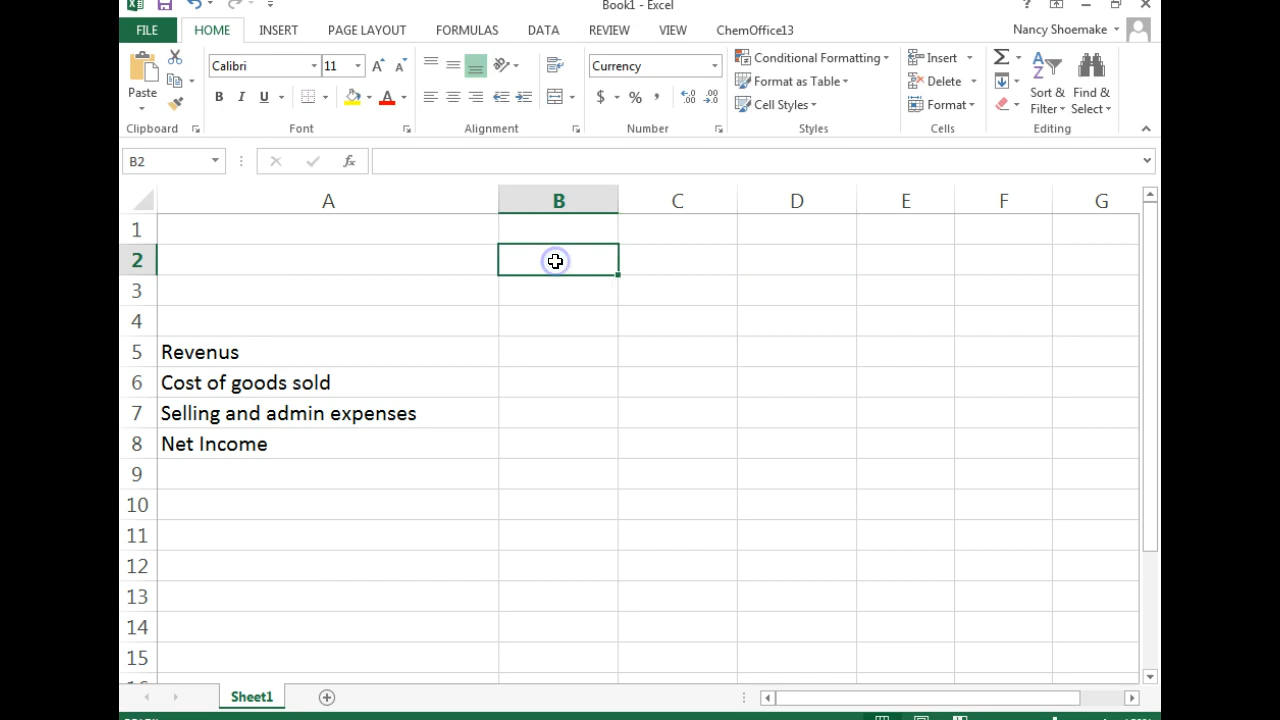 Book1 - Excel
?
FILE HOME INSERT PAGE LAYOUT FORMULAS DATA REVIEW VIEW ChemOffice13 Nancy Shoemake
Calibri 11 A A Currency Conditional Formatting Insert Σ A Z
Paste Format as Table Delete Sort & Find &
B I U A $ % , .00 .0 Cell Styles Format Filter Select
Clipboard Font Alignment Number Styles Cells Editing
B2 fx
A B C D E F G
1
2
3
4
5 Revenus
6 Cost of goods sold
7 Selling and admin expenses
8 Net Income
9
10
11
12
13
14
15
Sheet1